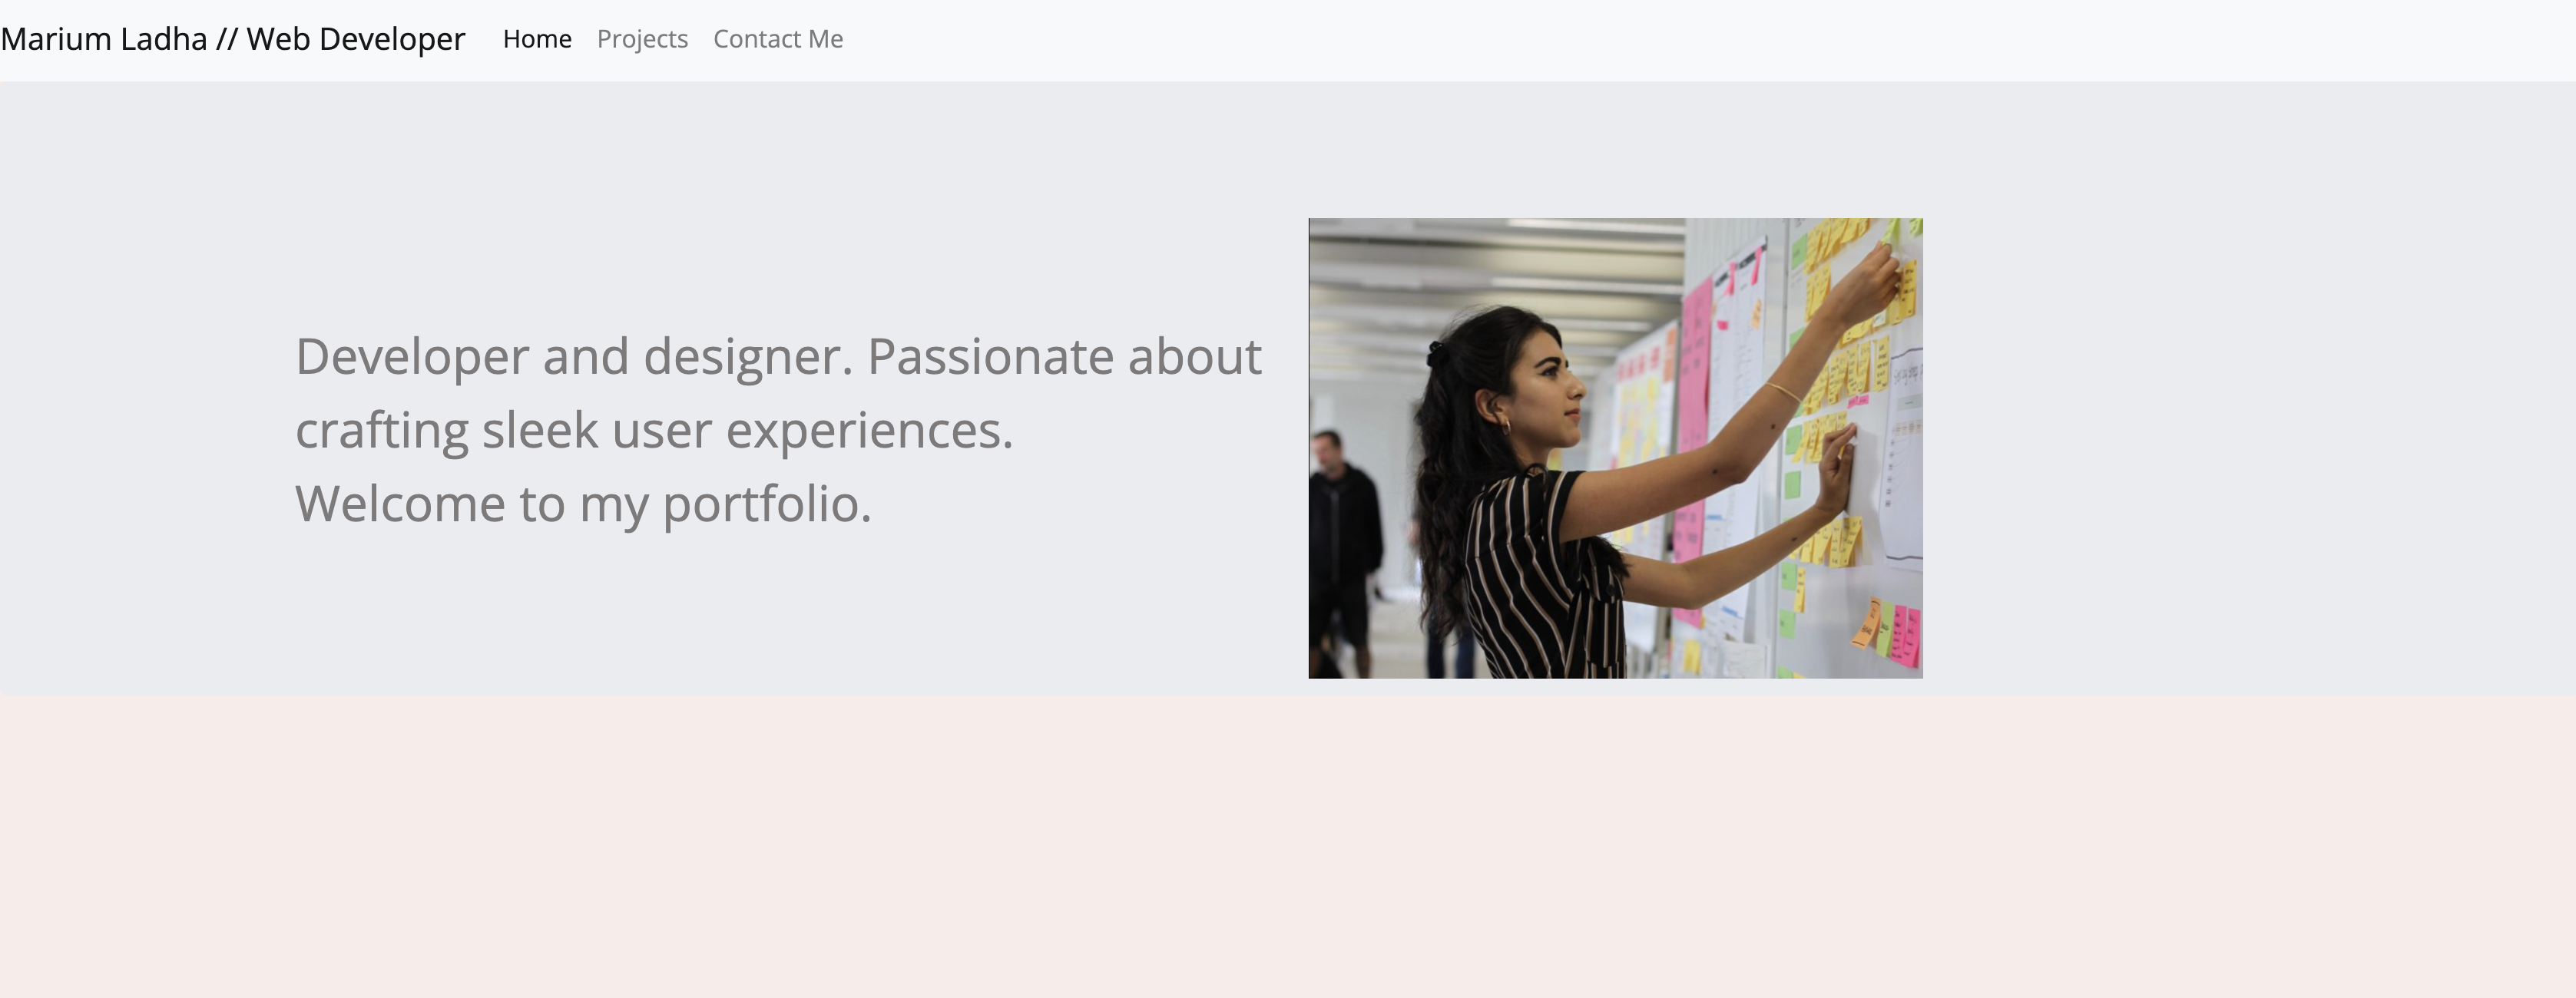 Marium Ladha // Web Developer Home Projects Contact Me
Developer and designer. Passionate about
crafting sleek user experiences.
Welcome to my portfolio.